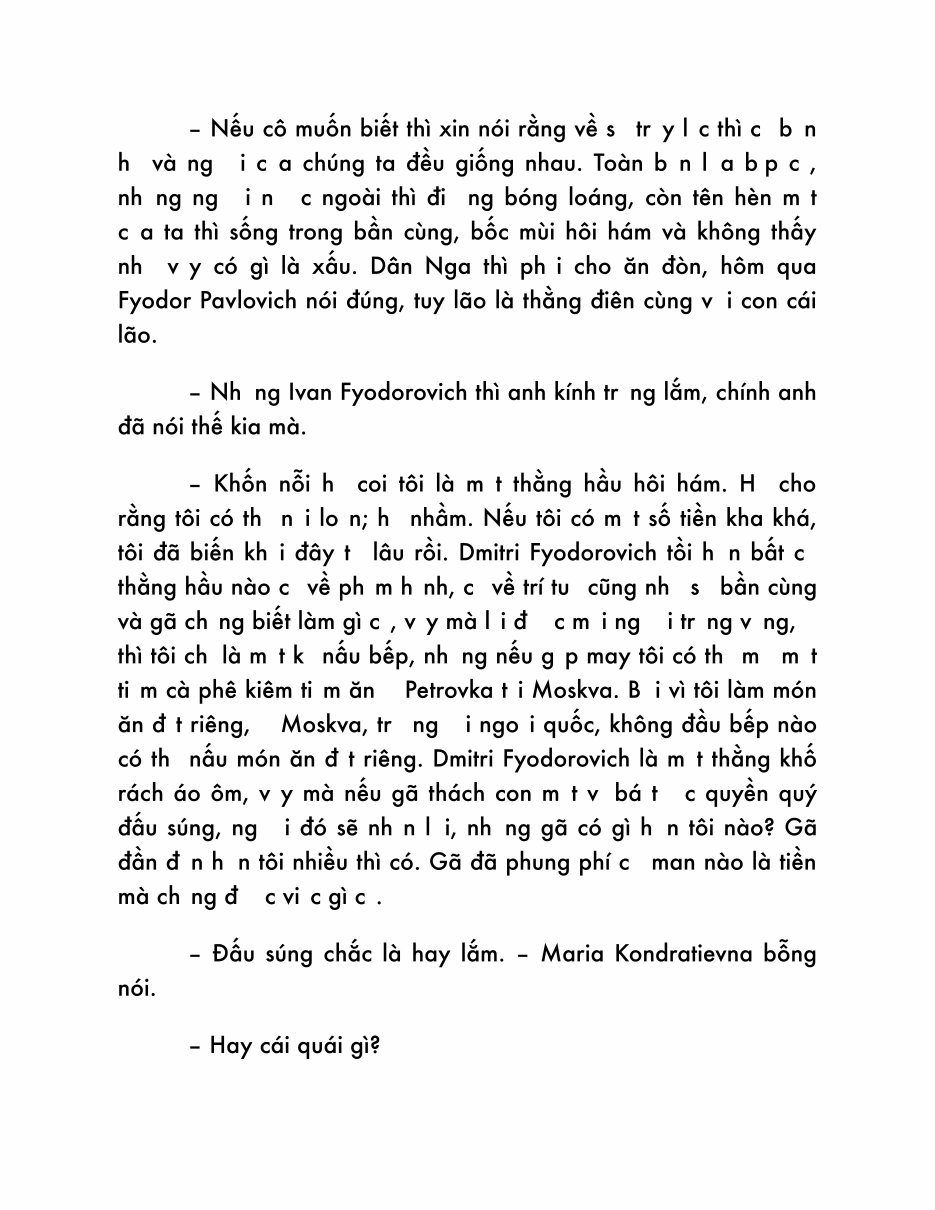 – Nếu cô muốn biết thì xin nói rằng về s tr y l c thì c b n
h và ng i c a chúng ta đều giống nhau. Toàn b n l a b p c ,
nh ng ng i n c ngoài thì đi ng bóng loáng, còn tên hèn m t
c a ta thì sống trong bần cùng, bốc mùi hôi hám và không thấy
nh v y có gì là xấu. Dân Nga thì ph i cho ăn đòn, hôm qua
Fyodor Pavlovich nói đúng, tuy lão là thằng điên cùng v i con cái
lão.
– Nh ng Ivan Fyodorovich thì anh kính tr ng lắm, chính anh
đã nói thế kia mà.
– Khốn nỗi h coi tôi là m t thằng hầu hôi hám. H cho
rằng tôi có th n i lo n; h nhầm. Nếu tôi có m t số tiền kha khá,
tôi đã biến kh i đây t lâu rồi. Dmitri Fyodorovich tồi h n bất c
thằng hầu nào c về ph m h nh, c về trí tu cũng nh s bần cùng
và gã ch ng biết làm gì c , v y mà l i đ c m i ng i tr ng v ng,
thì tôi ch là m t k nấu bếp, nh ng nếu g p may tôi có th m m t
ti m cà phê kiêm ti m ăn Petrovka t i Moskva. B i vì tôi làm món
ăn đ t riêng, Moskva, tr ng i ngo i quốc, không đầu bếp nào
có th nấu món ăn đ t riêng. Dmitri Fyodorovich là m t thằng khố
rách áo ôm, v y mà nếu gã thách con m t v bá t c quyền quý
đấu súng, ng i đó sẽ nh n l i, nh ng gã có gì h n tôi nào? Gã
đần đ n h n tôi nhiều thì có. Gã đã phung phí c man nào là tiền
mà ch ng đ c vi c gì c .
– Đấu súng chắc là hay lắm. – Maria Kondratievna bỗng
nói.
– Hay cái quái gì?